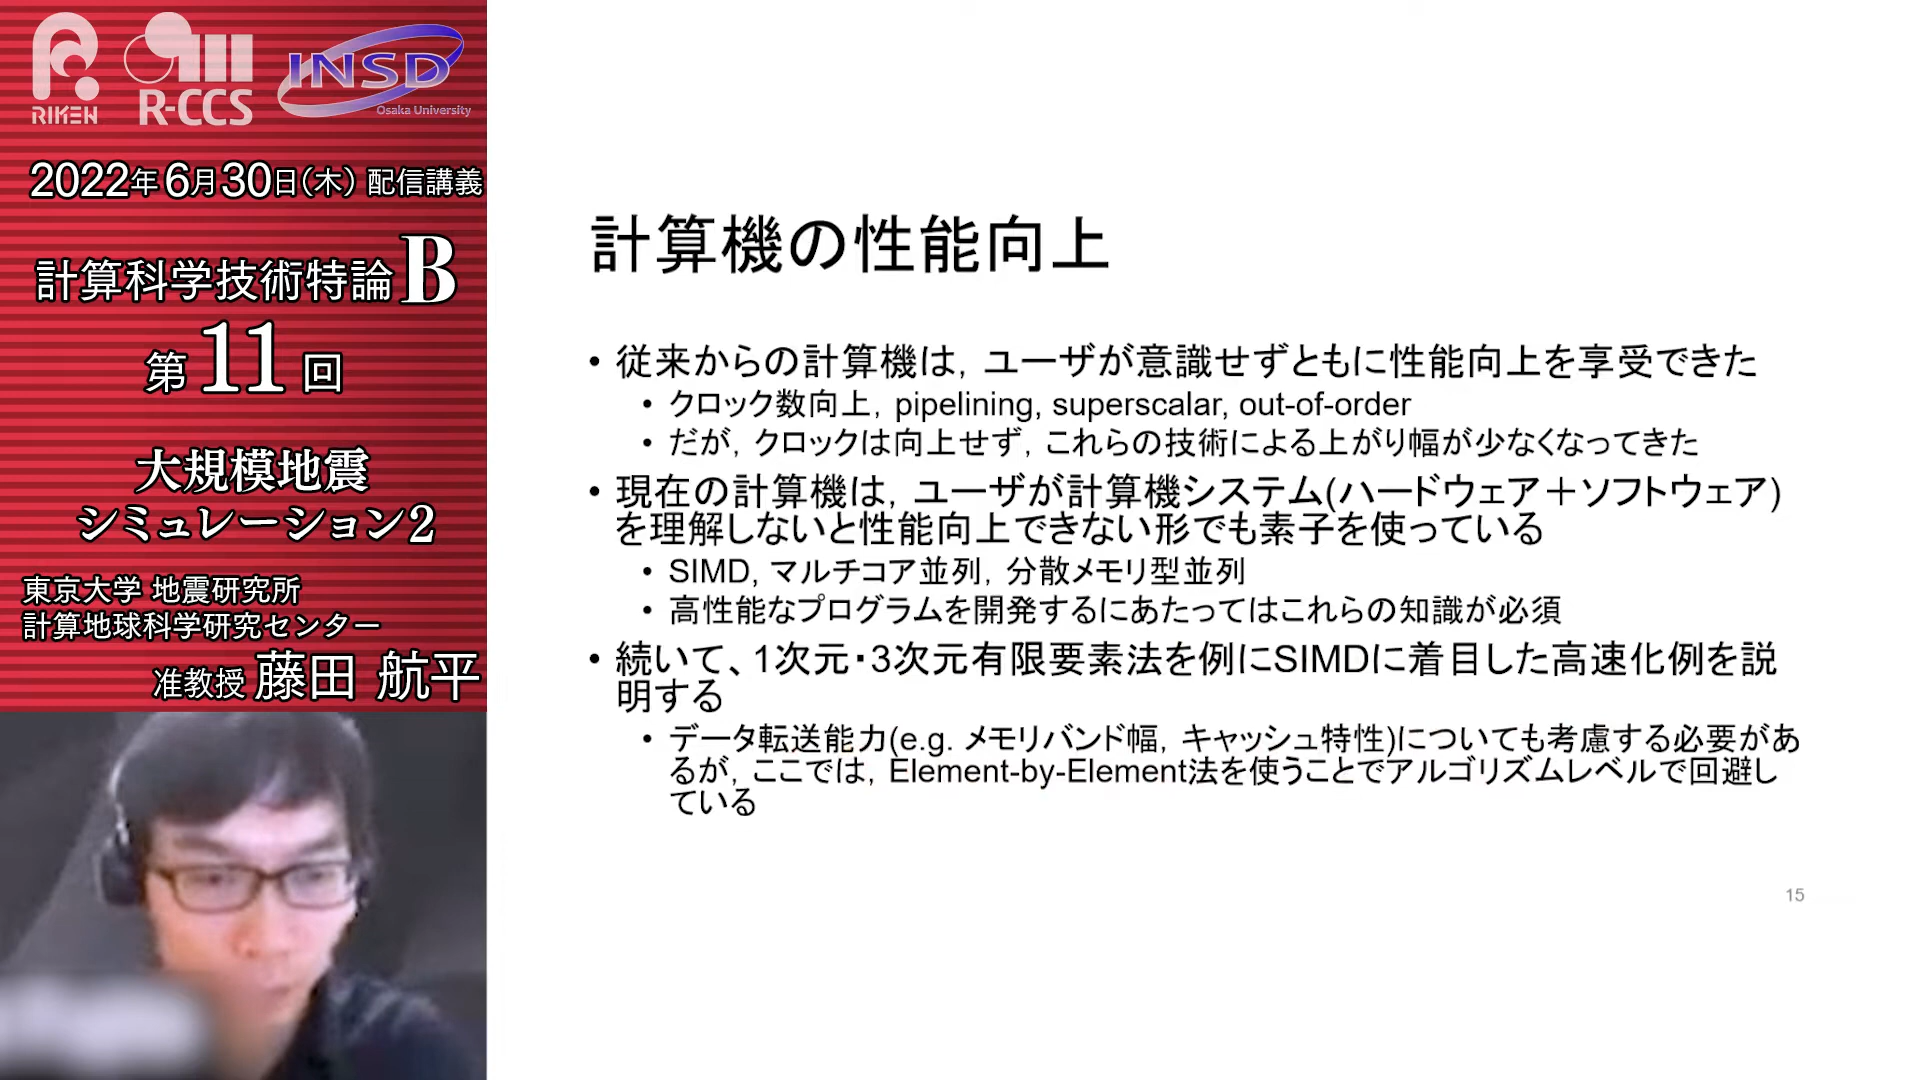 RIKEN
R-CCS
INSD
Osaka University
2022年6月30日(木) 配信講義
計算科学技術特論B
第11回
大規模地震
シミュレーション2
東京大学 地震研究所
計算地球科学研究センター
准教授 藤田 航平
計算機の性能向上
• 従来からの計算機は, ユーザが意識せずともに性能向上を享受できた
• クロック数向上, pipelining, superscalar, out-of-order
• だが, クロックは向上せず, これらの技術による上がり幅が少なくなってきた
• 現在の計算機は, ユーザが計算機システム(ハードウェア＋ソフトウェア)
を理解しないと性能向上できない形でも素子を使っている
• SIMD, マルチコア並列, 分散メモリ型並列
• 高性能なプログラムを開発するにあたってはこれらの知識が必須
• 続いて、1次元・3次元有限要素法を例にSIMDに着目した高速化例を説
明する
• データ転送能力(e.g. メモリバンド幅, キャッシュ特性)についても考慮する必要があ
るが, ここでは, Element-by-Element法を使うことでアルゴリズムレベルで回避し
ている
15